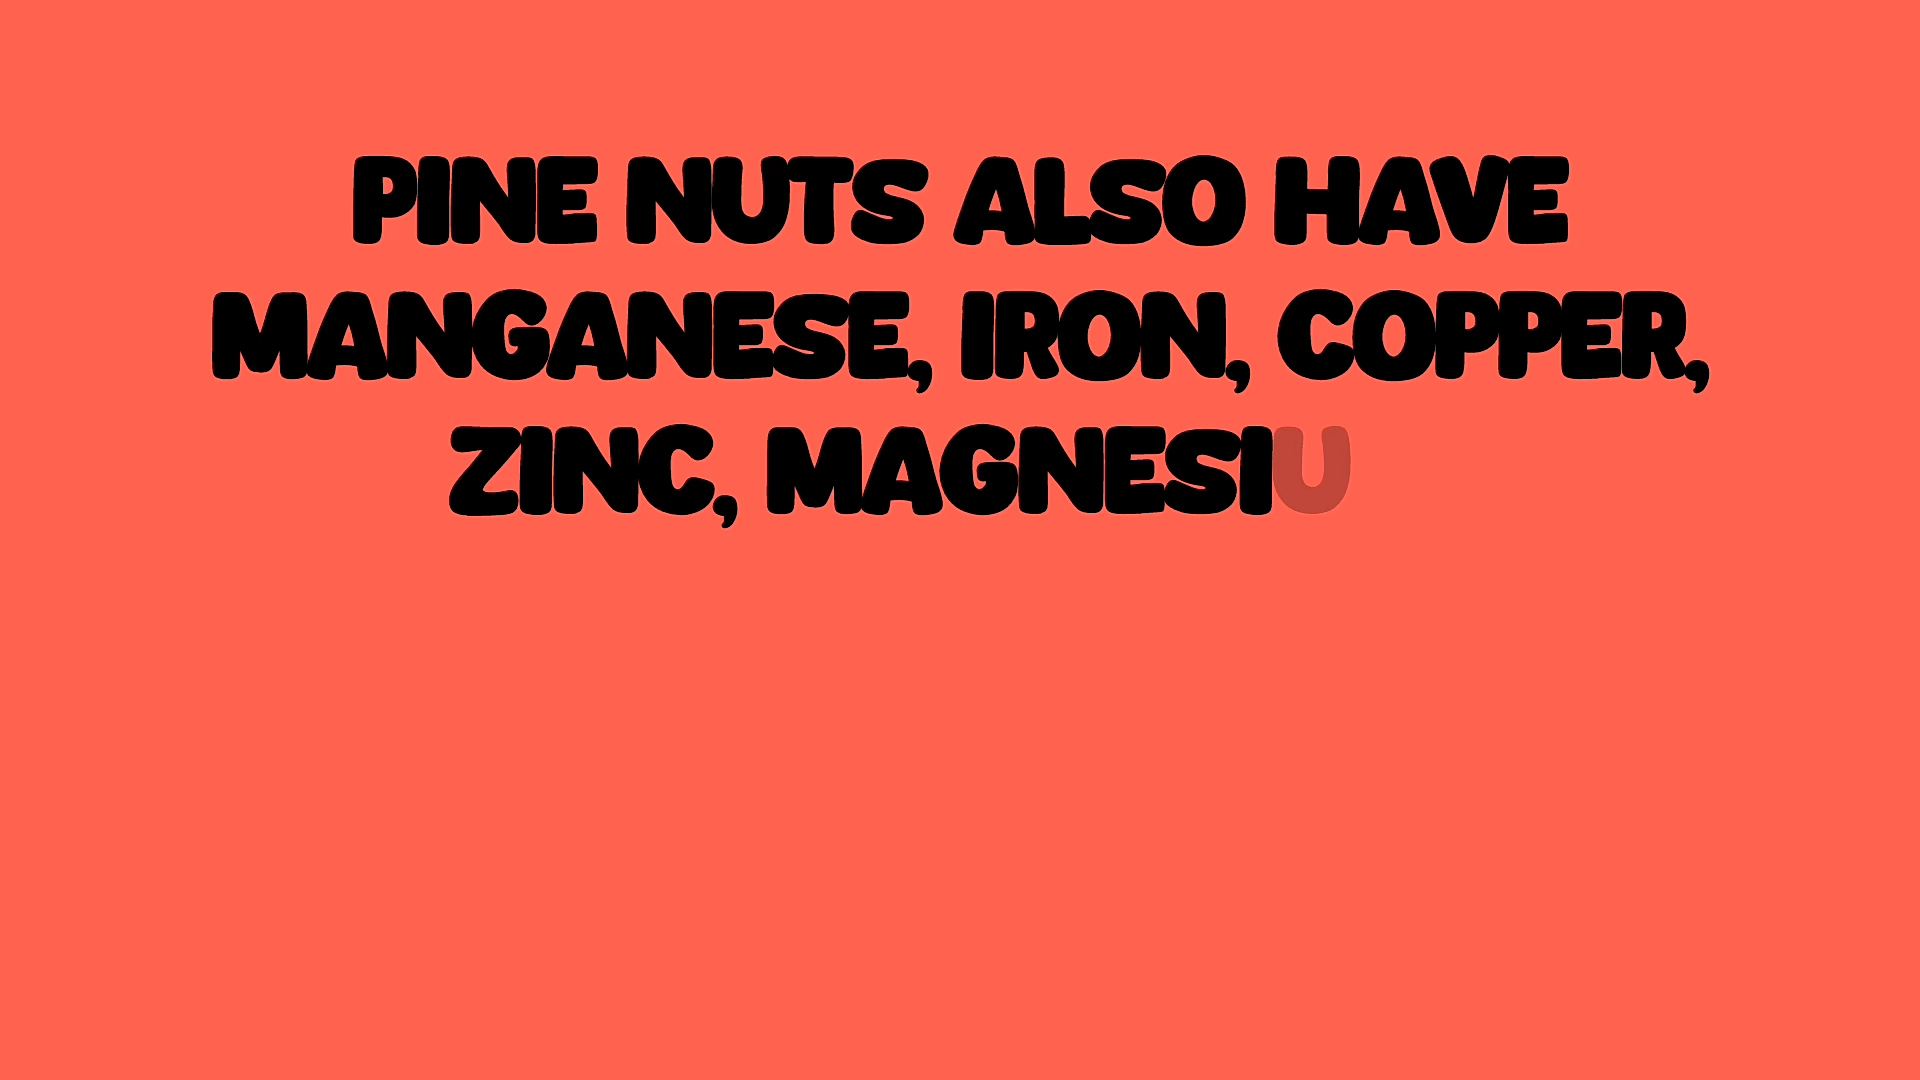 PINE NUTS ALSO HAVE
MANGANESE, IRON, COPPER,
ZINC, MAGNESIU